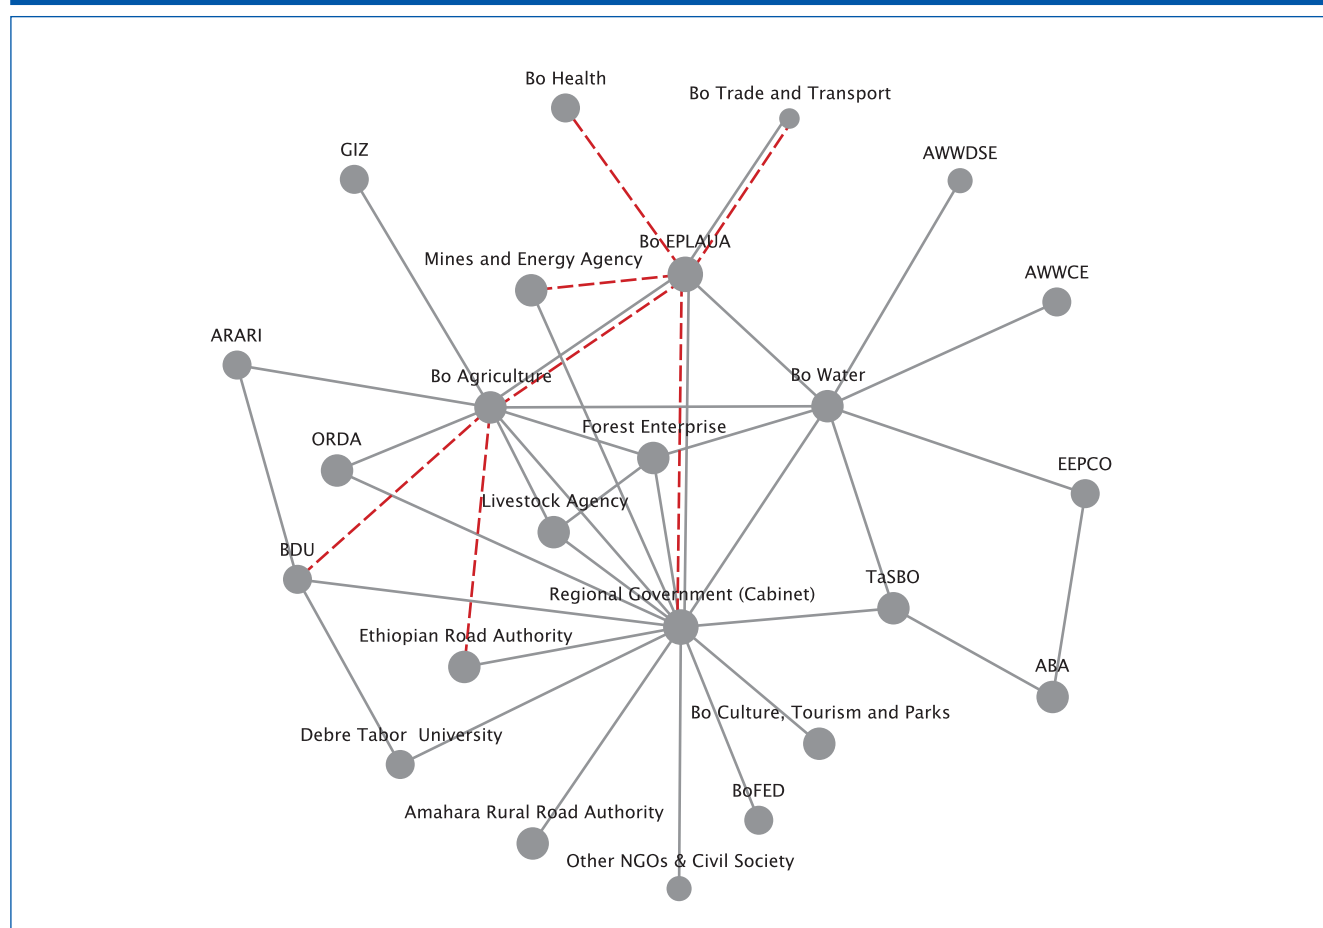 Bo Health
Bo Trade and Transport
GIZ
AWWDSE
Bo EPLAUA
Mines and Energy Agency
AWWCE
ARARI
Bo Agriculture
Bo Water
Forest Enterprise
ORDA
EEPCO
Livestock Agency
BDU
TaSBO
Regional Government (Cabinet)
Ethiopian Road Authority
ABA
Bo Culture, Tourism and Parks
Debre Tabor University
BoFED
Amahara Rural Road Authority
Other NGOs & Civil Society